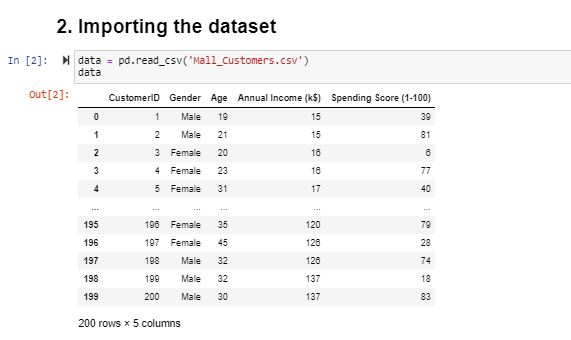 2. Importing the dataset
In [2]: data = pd.read_csv('Mall_Customers.csv')
data
Out[2]:
CustomerID Gender Age Annual Income (k$) Spending Score (1-100)
0 1 Male 19 15 39
1 2 Male 21 15 81
2 3 Female 20 16 6
3 4 Female 23 16 77
4 5 Female 31 17 40
... ... ... ... ... ...
195 196 Female 35 120 79
196 197 Female 45 126 28
197 198 Male 32 126 74
198 199 Male 32 137 18
199 200 Male 30 137 83
200 rows × 5 columns